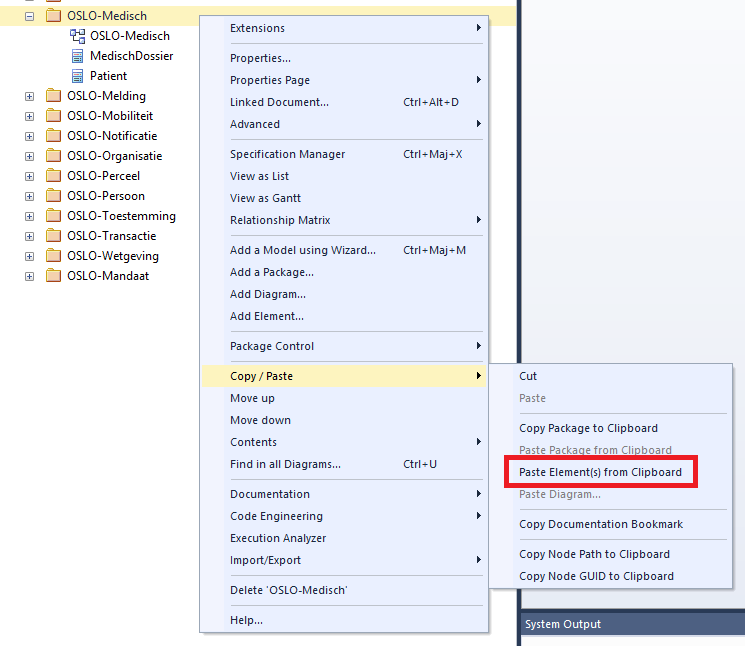 OSLO-Medisch
OSLO-Medisch
MedischDossier
Patient
OSLO-Melding
OSLO-Mobiliteit
OSLO-Notificatie
OSLO-Organisatie
OSLO-Perceel
OSLO-Persoon
OSLO-Toestemming
OSLO-Transactie
OSLO-Wetgeving
OSLO-Mandaat
Extensions
Properties...
Properties Page
Linked Document... Ctrl+Alt+D
Advanced
Specification Manager Ctrl+Maj+X
View as List
View as Gantt
Relationship Matrix
Add a Model using Wizard... Ctrl+Maj+M
Add a Package...
Add Diagram...
Add Element...
Package Control
Copy / Paste
Move up
Move down
Contents
Find in all Diagrams... Ctrl+U
Documentation
Code Engineering
Execution Analyzer
Import/Export
Delete 'OSLO-Medisch'
Help...
Cut
Paste
Copy Package to Clipboard
Paste Package from Clipboard
Paste Element(s) from Clipboard
Paste Diagram...
Copy Documentation Bookmark
Copy Node Path to Clipboard
Copy Node GUID to Clipboard
System Output